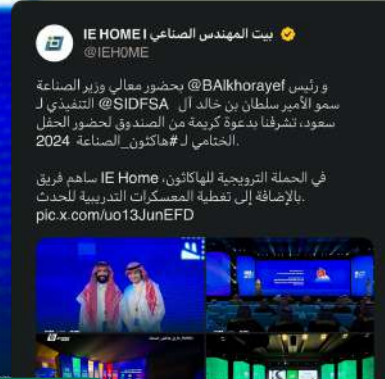 بيت المهندس الصناعي | IE HOME
@IEHOME
و رئيس @BAlkhorayef بحضور معالي وزير الصناعة
سمو الأمير سلطان بن خالد آل @SIDFSA التنفيذي لـ
سعود، تشرفنا بدعوة كريمة من الصندوق لحضور الحفل
الختامي لـ #هاكثون_الصناعة 2024.
في الحملة الترويجية للهاكاثون، IE Home ساهم فريق
بالإضافة إلى تغطية المعسكرات التدريبية للحدث.
pic.x.com/uo13JunEFD